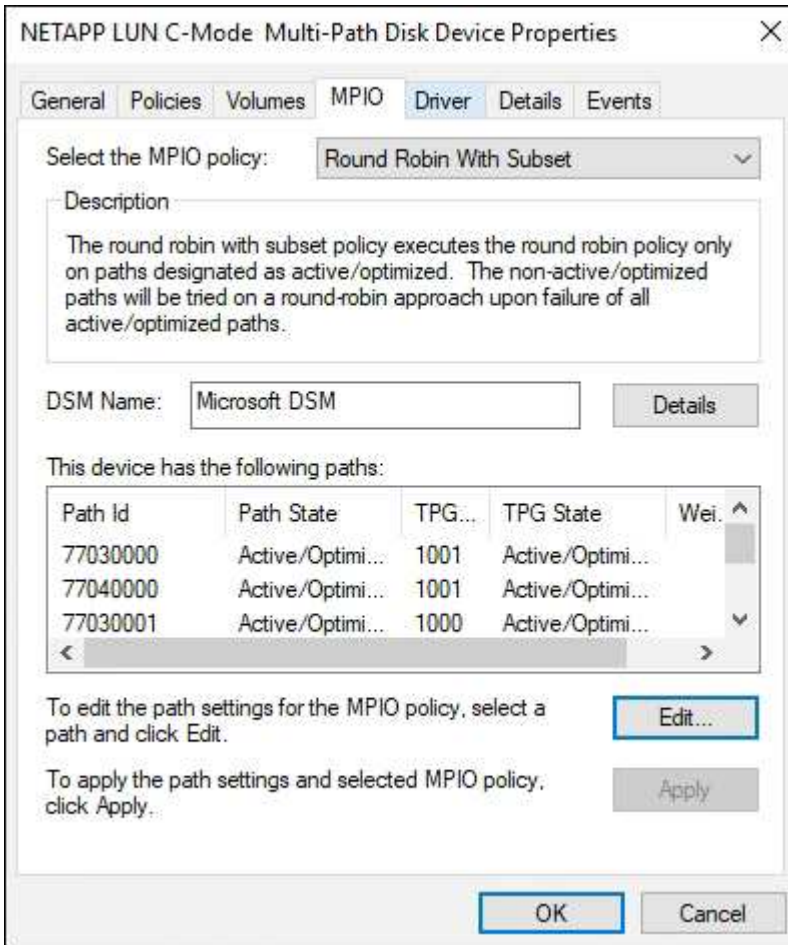 NETAPP LUN C-Mode  Multi-Path Disk Device Properties
General Policies Volumes MPIO Driver Details Events
Select the MPIO policy: Round Robin With Subset
Description
The round robin with subset policy executes the round robin policy only
on paths designated as active/optimized.  The non-active/optimized
paths will be tried on a round-robin approach upon failure of all
active/optimized paths.
DSM Name: Microsoft DSM Details
This device has the following paths:
Path Id Path State TPG... TPG State Wei.
77030000 Active/Optimi... 1001 Active/Optimi...
77040000 Active/Optimi... 1001 Active/Optimi...
77030001 Active/Optimi... 1000 Active/Optimi...
To edit the path settings for the MPIO policy, select a
path and click Edit.
Edit...
To apply the path settings and selected MPIO policy,
click Apply.
Apply
OK Cancel